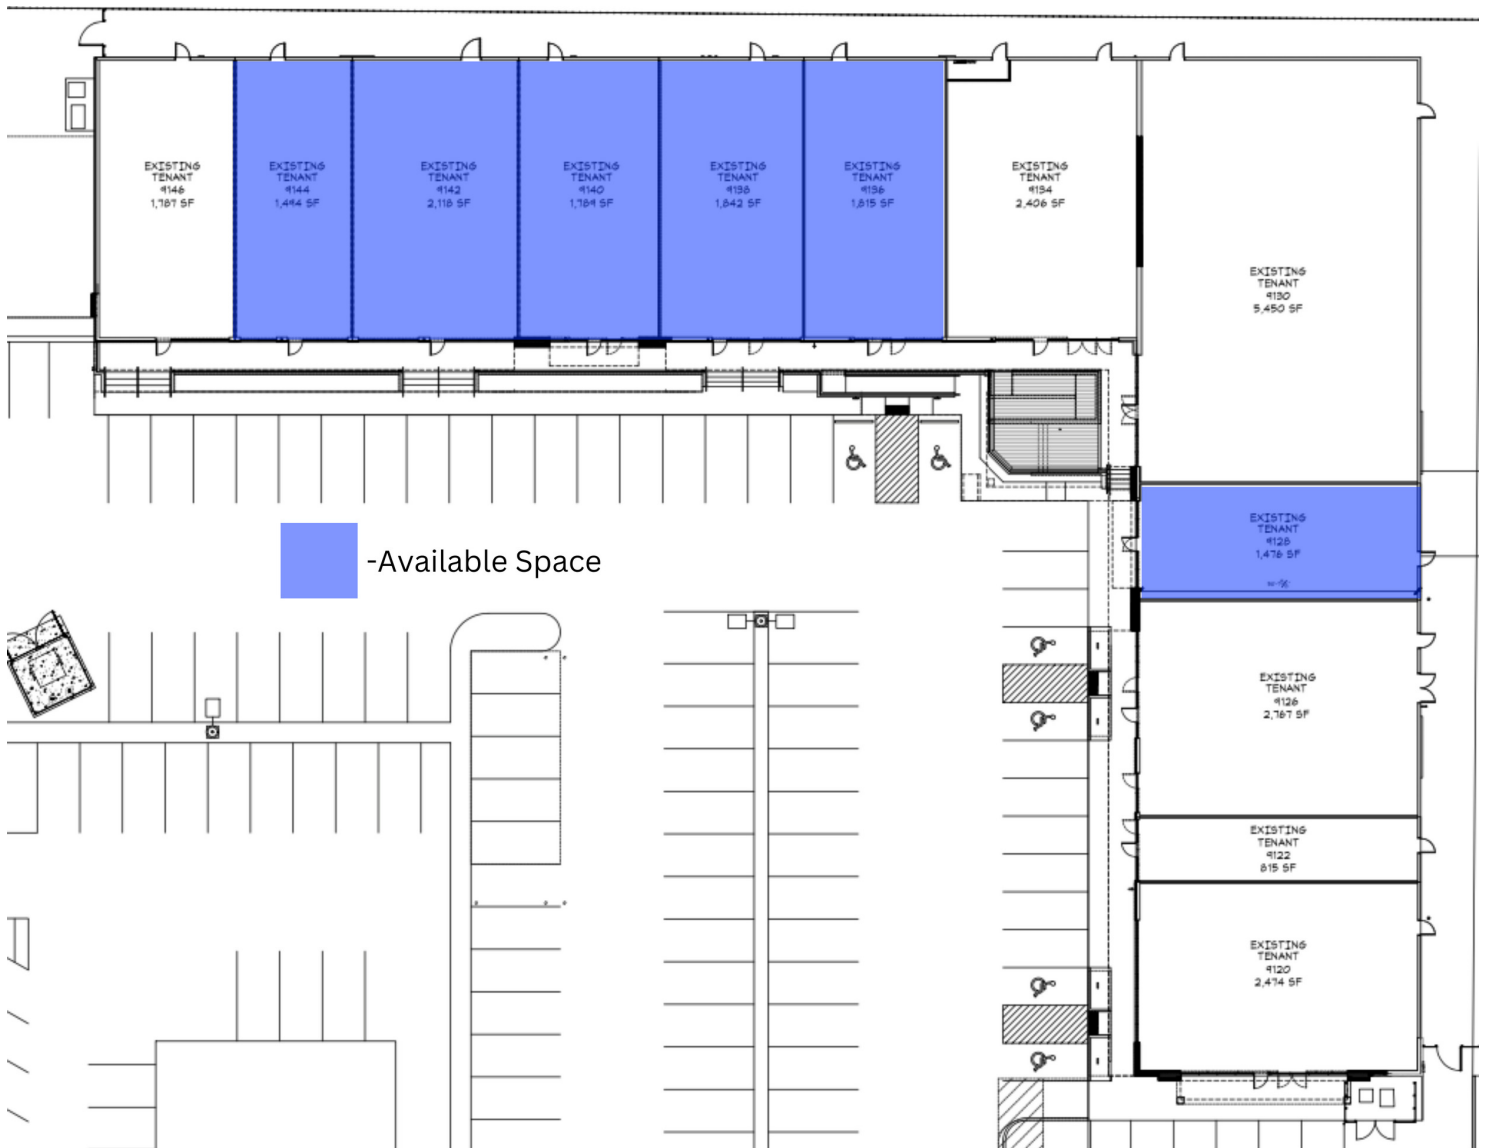 EXISTING
TENANT
9146
1,787 SF
EXISTING
TENANT
9144
1,494 SF
EXISTING
TENANT
9142
2,118 SF
EXISTING
TENANT
9140
1,789 SF
EXISTING
TENANT
9138
1,842 SF
EXISTING
TENANT
9136
1,815 SF
EXISTING
TENANT
9134
2,406 SF
EXISTING
TENANT
9130
5,450 SF
EXISTING
TENANT
9128
1,476 SF
-Available Space
EXISTING
TENANT
9126
2,767 SF
EXISTING
TENANT
9122
815 SF
EXISTING
TENANT
9120
2,474 SF